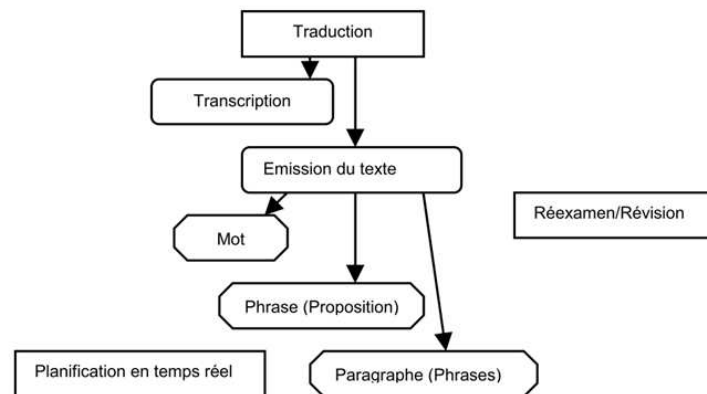 Traduction
Transcription
Emission du texte
Réexamen/Révision
Mot
Phrase (Proposition)
Planification en temps réel
Paragraphe (Phrases)